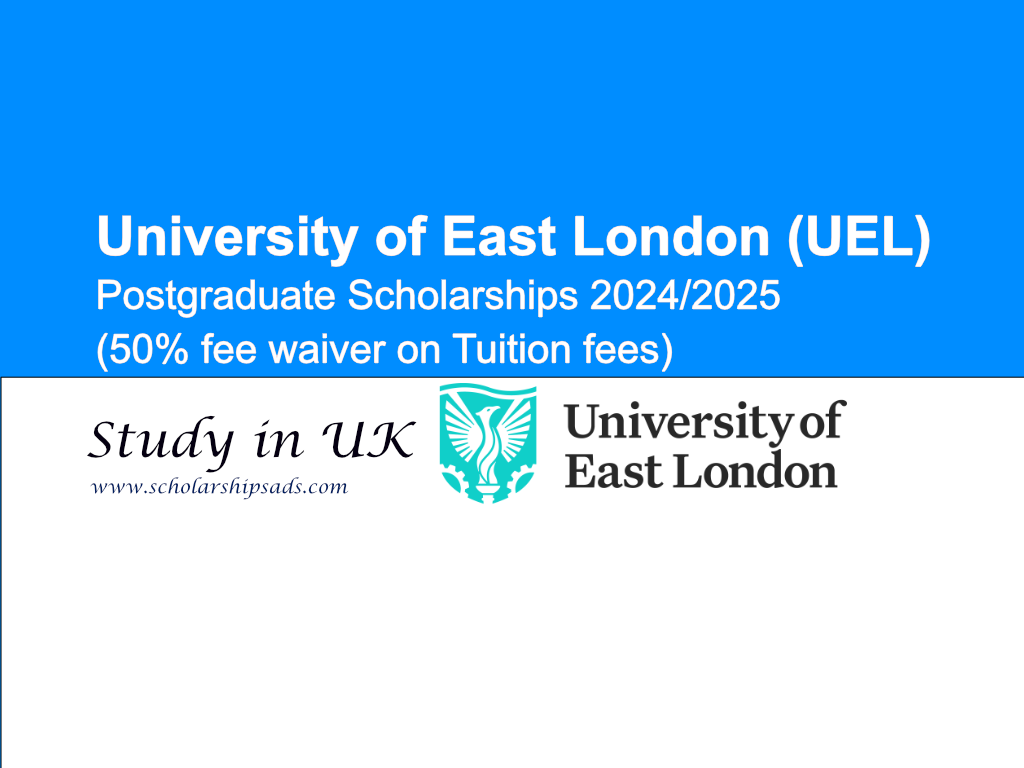 University of East London (UEL)
Postgraduate Scholarships 2024/2025
(50% fee waiver on Tuition fees)
Study in UK
www.scholarshipsads.com
University of
East London